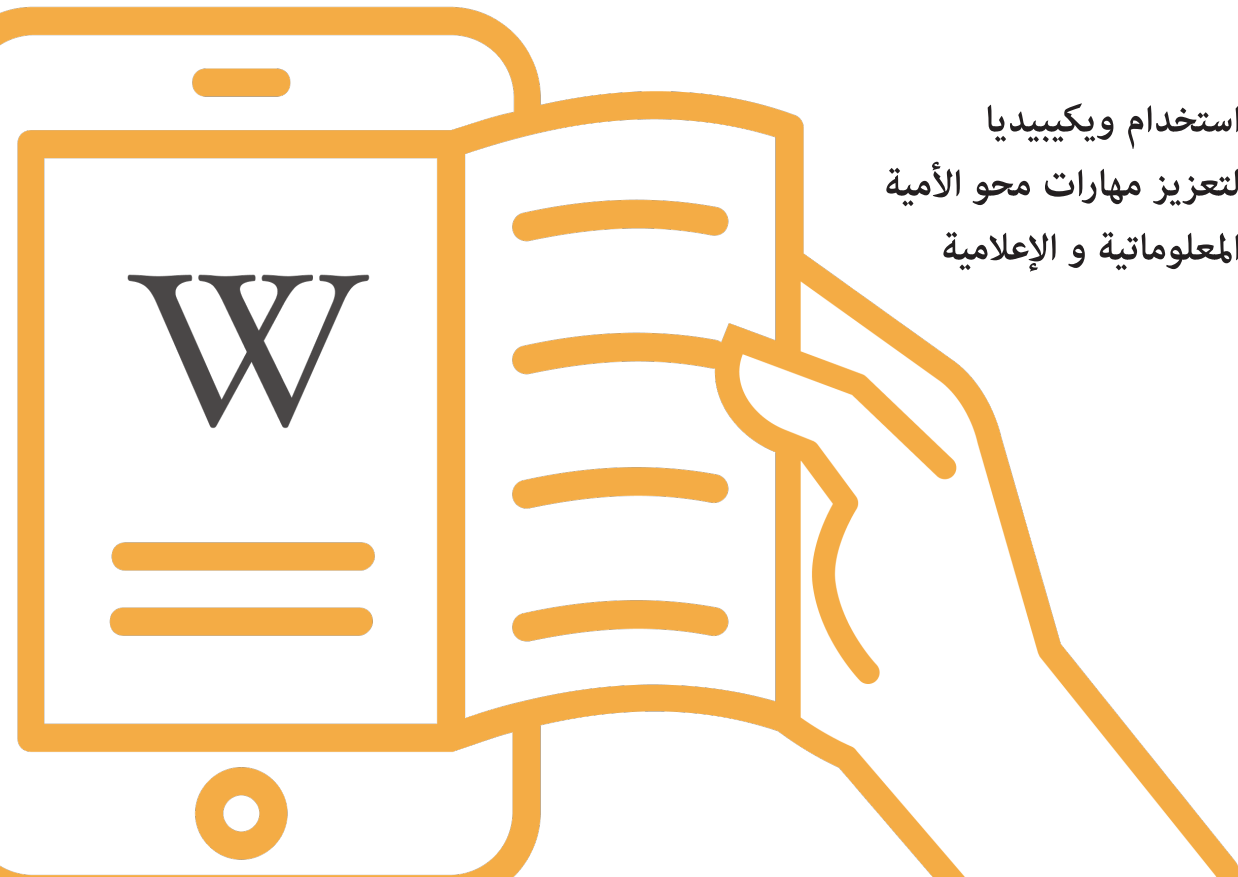 استخدام ويكيبيديا
لتعزيز مهارات محو الأمية
المعلوماتية و الإعلامية
W